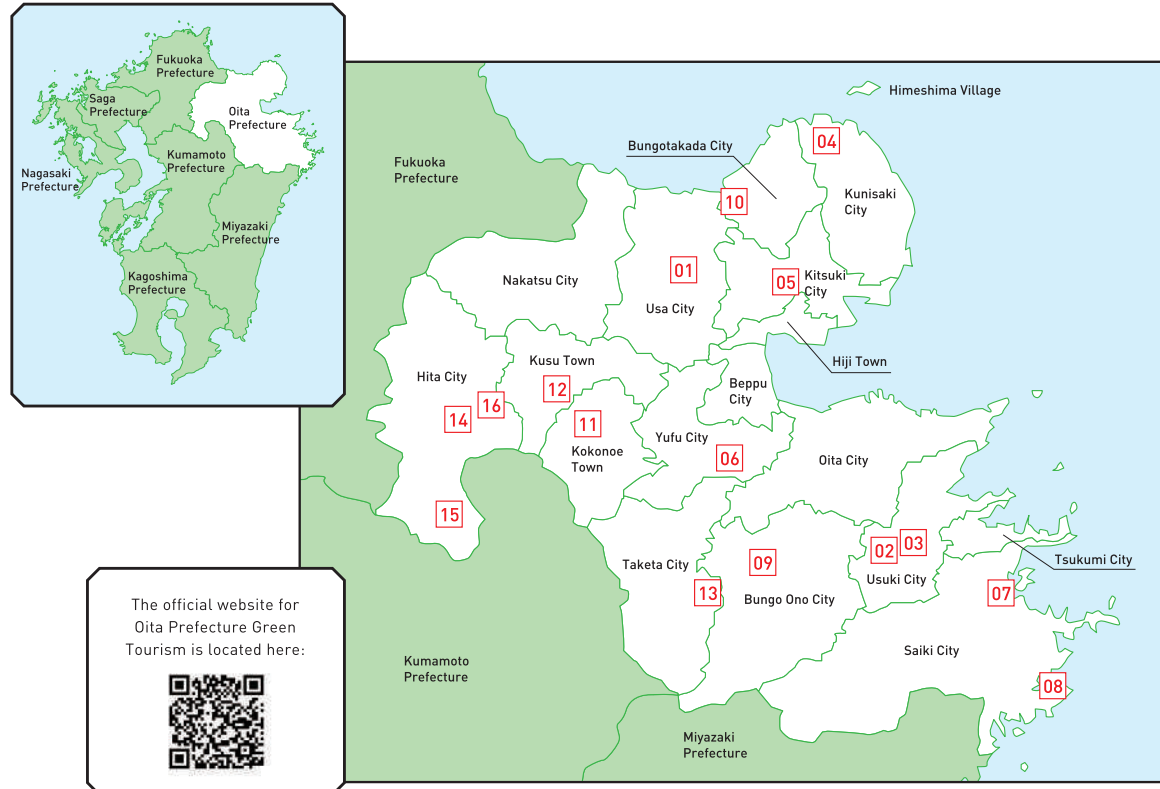 Fukuoka
Prefecture
Saga
Prefecture
Oita
Prefecture
Nagasaki
Prefecture
Kumamoto
Prefecture
Miyazaki
Prefecture
Kagoshima
Prefecture
Himeshima Village
Fukuoka
Prefecture
Bungotakada City
04
10
Kunisaki
City
Nakatsu City
01
Usa City
05
Kitsuki
City
Hiji Town
Hita City
Kusu Town
Beppu
City
12
16
14
11
Kokonoe
Town
Yufu City
06
Oita City
15
Taketa City
13
09
Bungo Ono City
02
03
Usuki City
Tsukumi City
07
Saiki City
08
Kumamoto
Prefecture
Miyazaki
Prefecture
The official website for
Oita Prefecture Green
Tourism is located here: